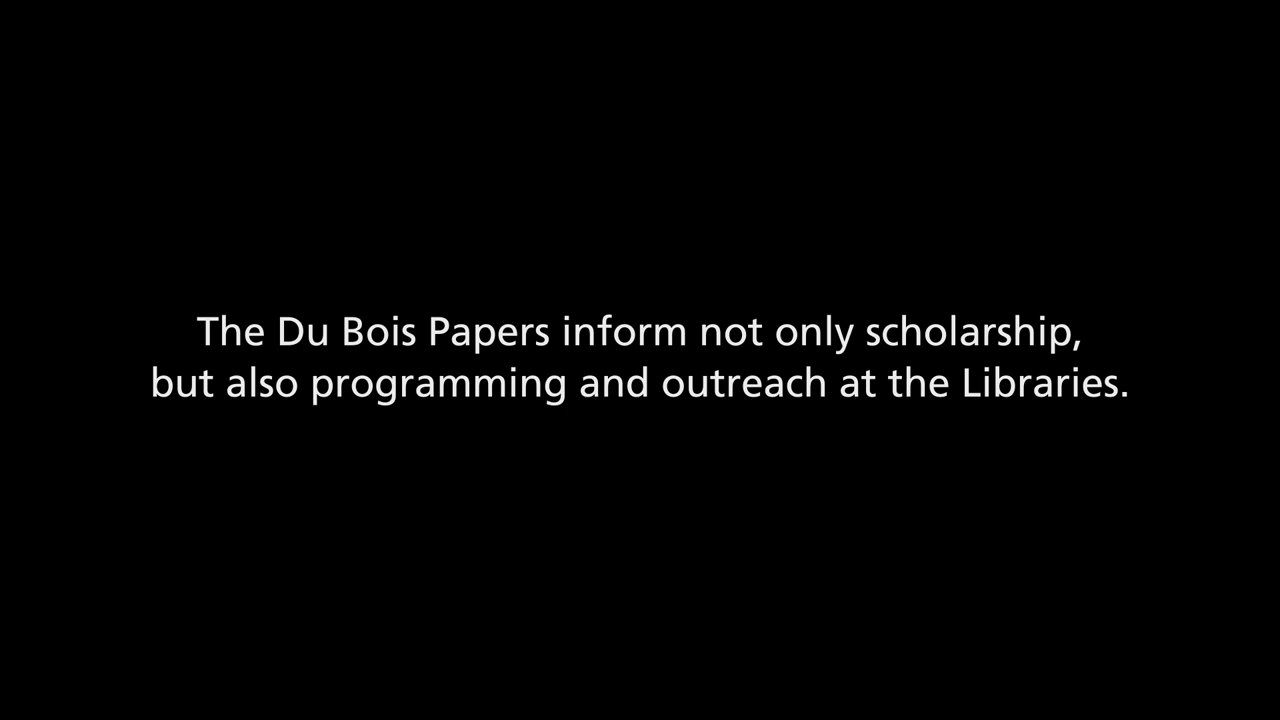 The Du Bois Papers inform not only scholarship,
but also programming and outreach at the Libraries.